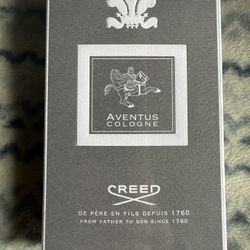 AVENTUS
COLOGNE
CREED
DE PÈRE EN FILS DEPUIS 1760
FROM FATHER TO SON SINCE 1760